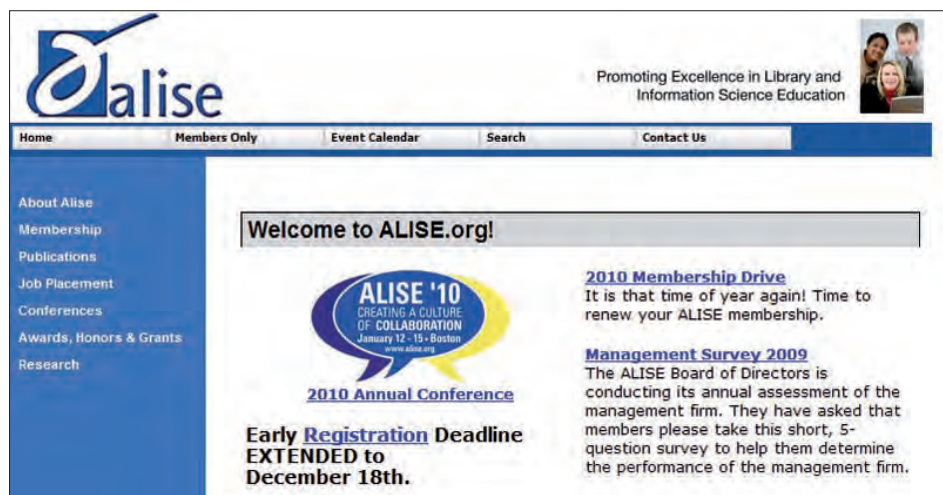 alise
Promoting Excellence in Library and
Information Science Education
Home Members Only Event Calendar Search Contact Us
About Alise
Membership
Publications
Job Placement
Conferences
Awards, Honors & Grants
Research
Welcome to ALISE.org!
ALISE '10
CREATING A CULTURE
OF COLLABORATION
January 12 - 15 • Boston
www.alise.org
2010 Annual Conference
Early Registration Deadline
EXTENDED to
December 18th.
2010 Membership Drive
It is that time of year again! Time to
renew your ALISE membership.
Management Survey 2009
The ALISE Board of Directors is
conducting its annual assessment of the
management firm. They have asked that
members please take this short, 5-
question survey to help them determine
the performance of the management firm.